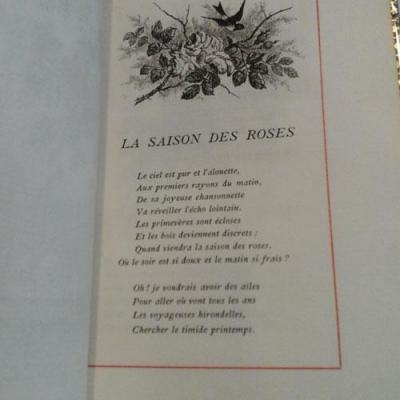 LA SAISON DES ROSES
Le ciel est pur et l'alouette,
Aux premiers rayons du matin,
De sa joyeuse chansonnette
Va réveiller l'écho lointain.
Les primevères sont écloses
Et les bois deviennent discrets ;
Quand viendra la saison des roses.
Où le soir est si doux et le matin si frais ?
Oh ! je voudrais avoir des ailes
Pour aller où vont tous les ans
Les voyageuses hirondelles,
Chercher le timide printemps.